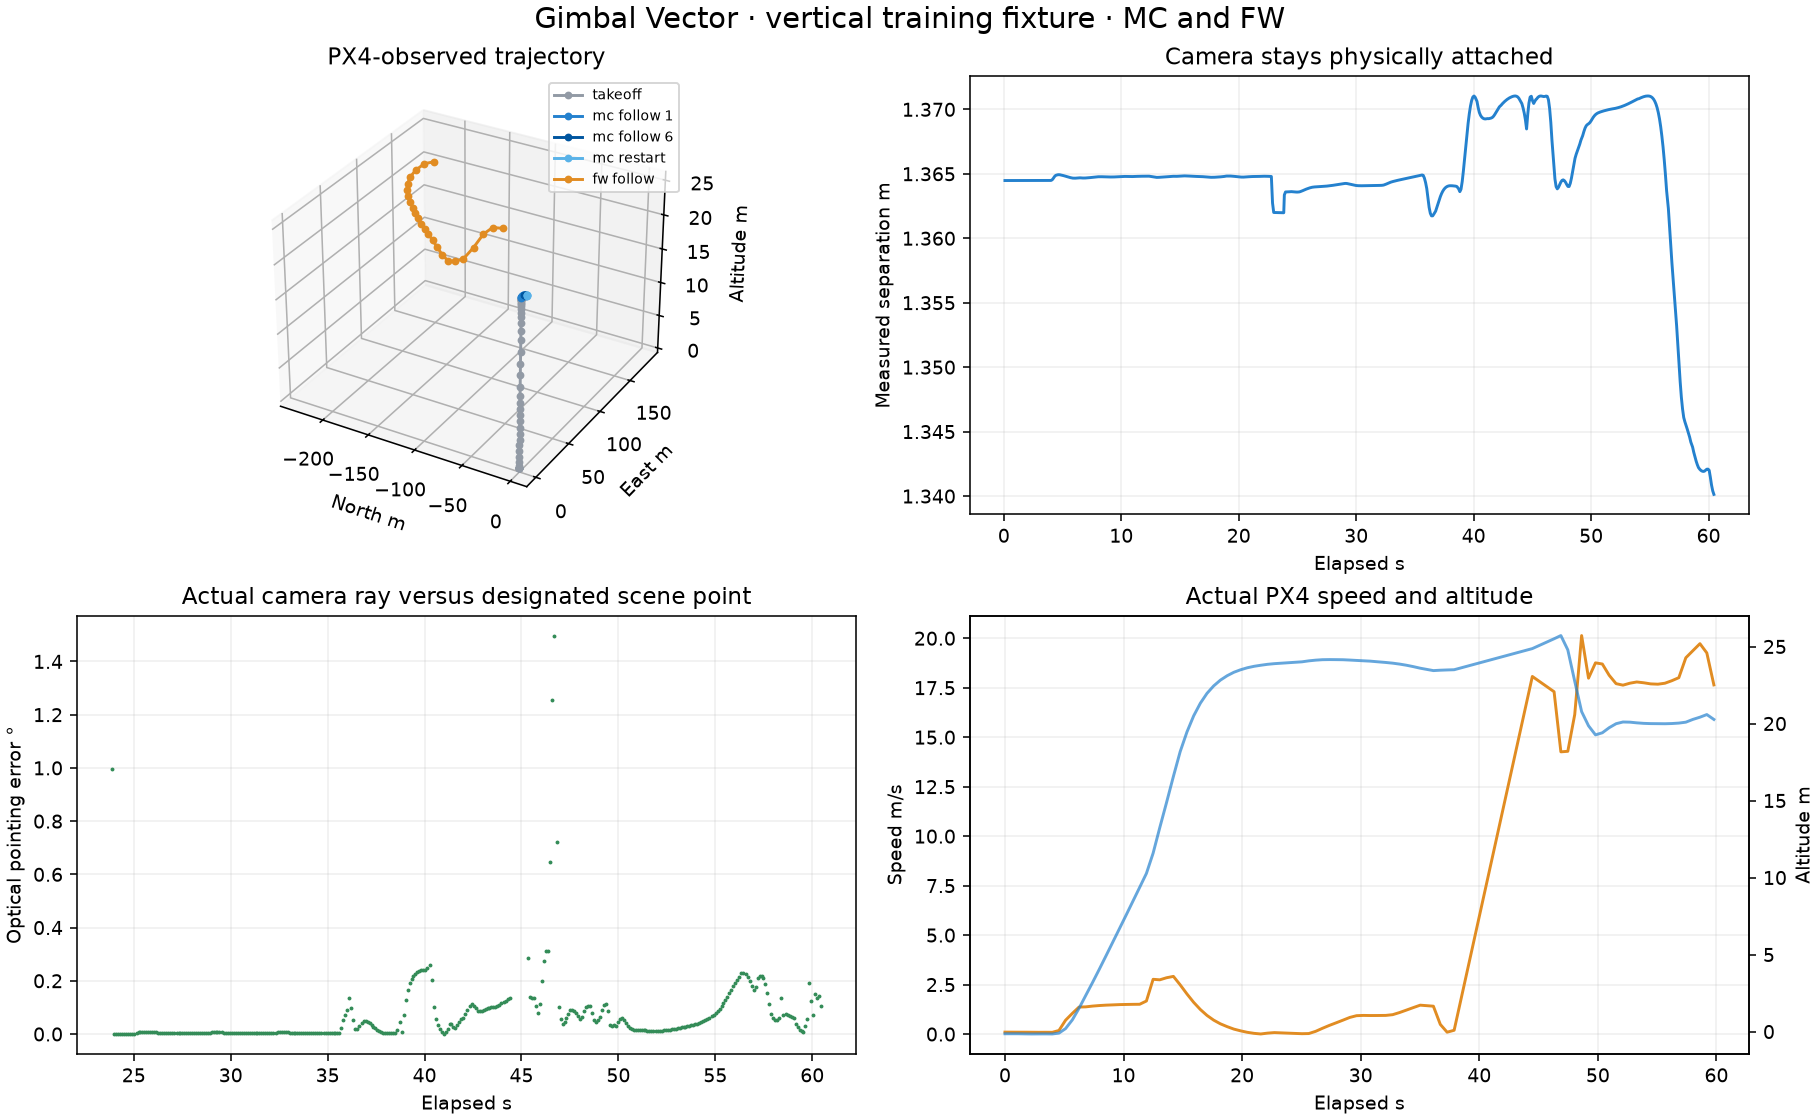 Gimbal Vector · vertical training fixture · MC and FW
PX4-observed trajectory
takeoff
mc follow 1
mc follow 6
mc restart
fw follow
25
20
15
10
5
0
Altitude m
−200
−150
−100
−50
0
North m
0
50
100
150
East m
Camera stays physically attached
1.370
1.365
1.360
1.355
1.350
1.345
1.340
Measured separation m
0 10 20 30 40 50 60
Elapsed s
Actual camera ray versus designated scene point
1.4
1.2
1.0
0.8
0.6
0.4
0.2
0.0
Optical pointing error °
25 30 35 40 45 50 55 60
Elapsed s
Actual PX4 speed and altitude
20.0
17.5
15.0
12.5
10.0
7.5
5.0
2.5
0.0
Speed m/s
25
20
15
10
5
0
Altitude m
0 10 20 30 40 50 60
Elapsed s